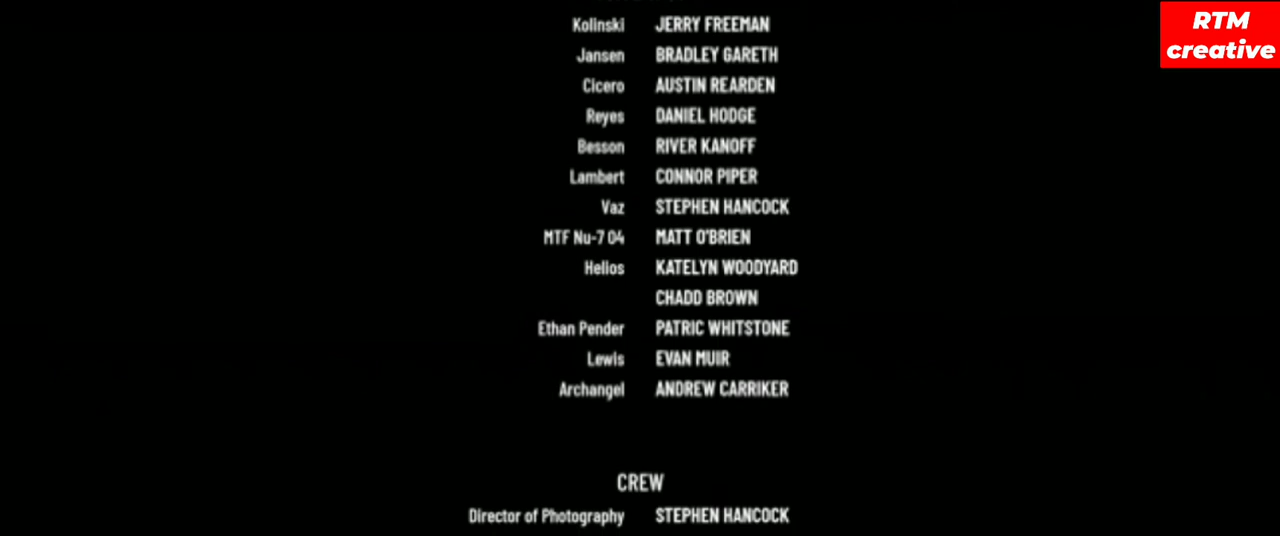 RTM
creative
Kolinski JERRY FREEMAN
Jansen BRADLEY GARETH
Cicero AUSTIN REARDEN
Reyes DANIEL HODGE
Besson RIVER KANOFF
Lambert CONNOR PIPER
Vaz STEPHEN HANCOCK
MTF Nu-7 04 MATT O'BRIEN
Helios KATELYN WOODYARD
CHADD BROWN
Ethan Pender PATRIC WHITSTONE
Lewis EVAN MUIR
Archangel ANDREW CARRIKER
CREW
Director of Photography STEPHEN HANCOCK